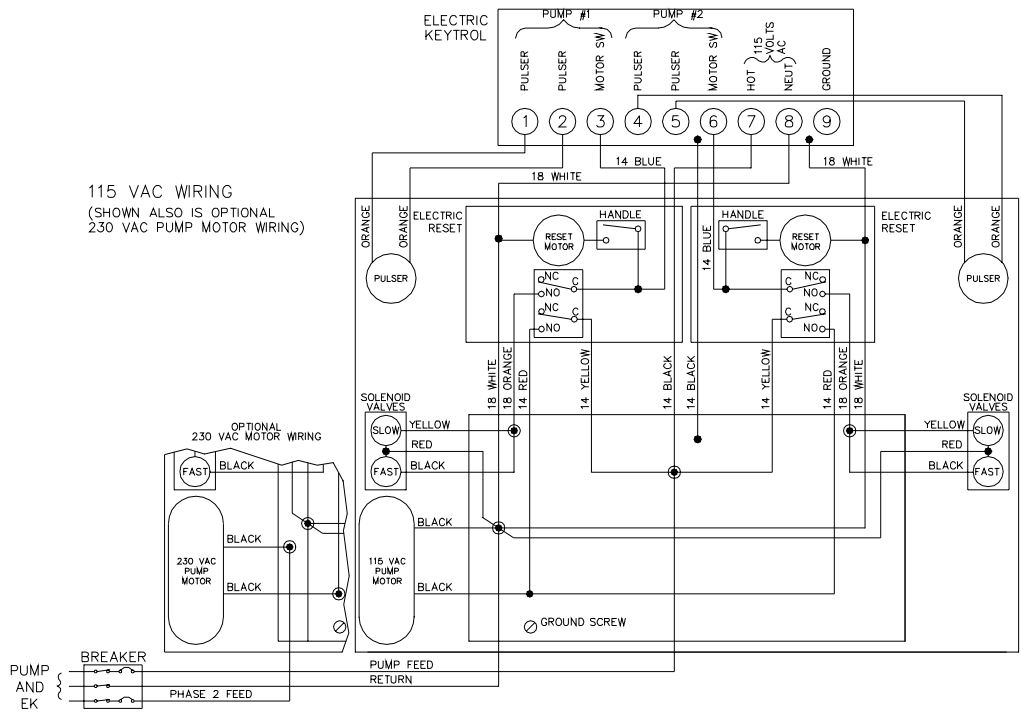 ELECTRIC
KEYTROL
PUMP #1
PUMP #2
PULSER
PULSER
MOTOR SW
PULSER
PULSER
MOTOR SW
HOT
115
VOLTS
AC
NEUT
GROUND
1 2 3 4 5 6 7 8 9
14 BLUE
18 WHITE
18 WHITE
115 VAC WIRING
(SHOWN ALSO IS OPTIONAL
230 VAC PUMP MOTOR WIRING)
ORANGE
ORANGE
PULSER
ELECTRIC
RESET
RESET
MOTOR
HANDLE
14 BLUE
HANDLE
RESET
MOTOR
ELECTRIC
RESET
ORANGE
ORANGE
PULSER
NC
C
NO
NC
C
NO
C
NC
NO
C
NC
NO
18 WHITE
18 ORANGE
14 RED
14 YELLOW
14 BLACK
14 BLACK
14 YELLOW
14 RED
18 ORANGE
18 WHITE
SOLENOID
VALVES
SLOW
YELLOW
RED
FAST
BLACK
SOLENOID
VALVES
YELLOW
SLOW
RED
BLACK
FAST
OPTIONAL
230 VAC MOTOR WIRING
FAST
BLACK
BLACK
230 VAC
PUMP
MOTOR
BLACK
BLACK
115 VAC
PUMP
MOTOR
BLACK
GROUND SCREW
BREAKER
PUMP
AND
EK
PUMP FEED
RETURN
PHASE 2 FEED